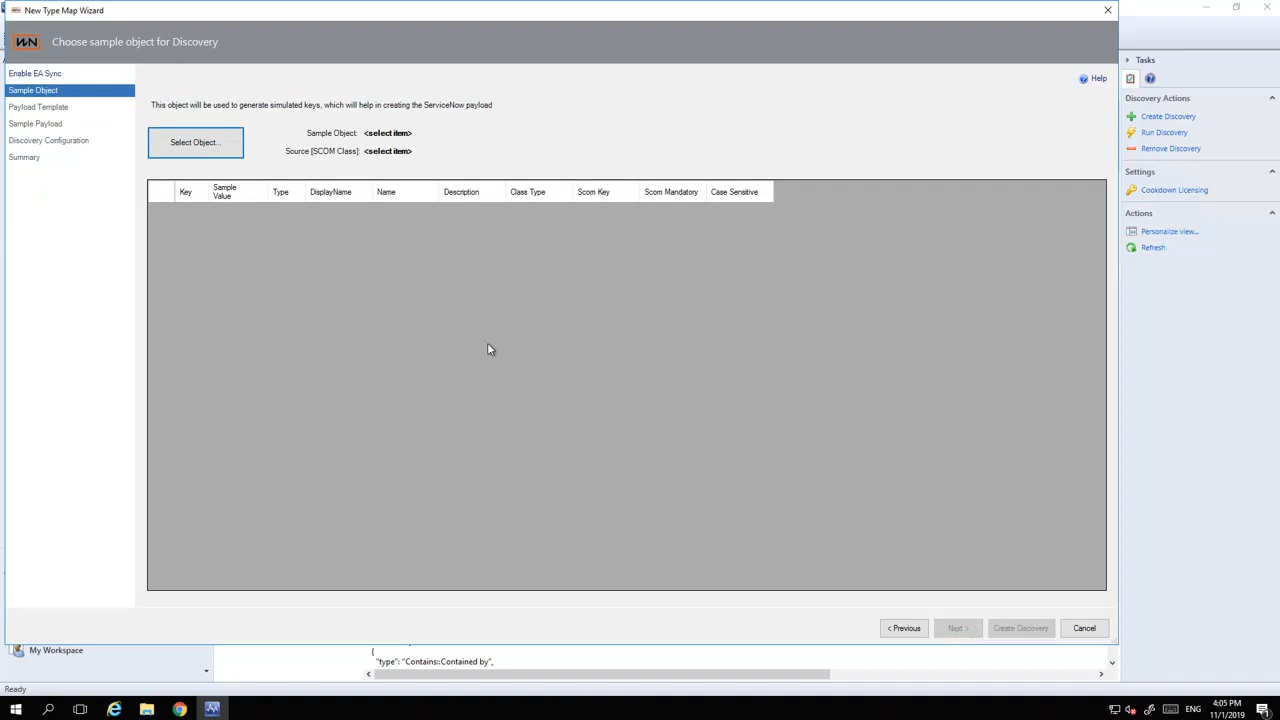 New Type Map Wizard
Choose sample object for Discovery
Enable EA Sync
Sample Object
Payload Template
Sample Payload
Discovery Configuration
Summary
Help
This object will be used to generate simulated keys, which will help in creating the ServiceNow payload
Select Object...
Sample Object: <select item>
Source [SCOM Class]: <select item>
Key Sample Value Type DisplayName Name Description Class Type Scom Key Scom Mandatory Case Sensitive
< Previous Next > Create Discovery Cancel
Tasks
Discovery Actions
Create Discovery
Run Discovery
Remove Discovery
Settings
Cookdown Licensing
Actions
Personalize view...
Refresh
My Workspace
{
"type": "Contains::Contained by",
Ready
ENG
4:05 PM
11/1/2019